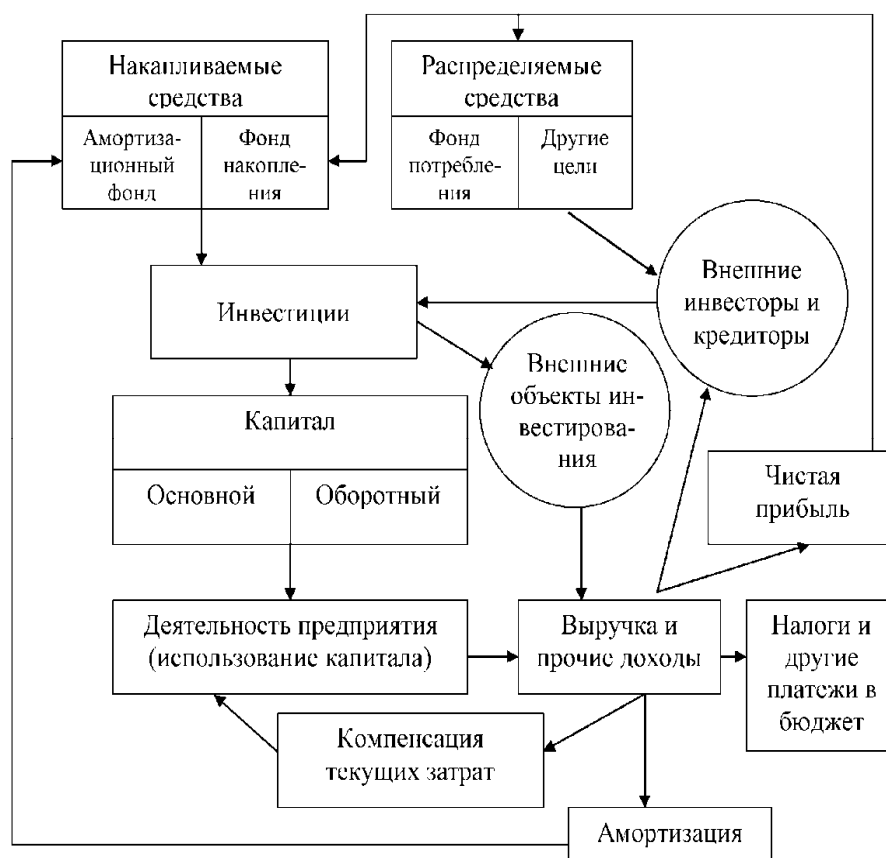 Накапливаемые
средства
Амортиза-
ционный
фонд
Фонд
накопле-
ния
Распределяемые
средства
Фонд
потребле-
ния
Другие
цели
Внешние
инвесторы и
кредиторы
Инвестиции
Внешние
объекты ин-
вестирова-
ния
Капитал
Основной
Оборотный
Чистая
прибыль
Деятельность предприятия
(использование капитала)
Выручка и
прочие доходы
Налоги и
другие
платежи в
бюджет
Компенсация
текущих затрат
Амортизация